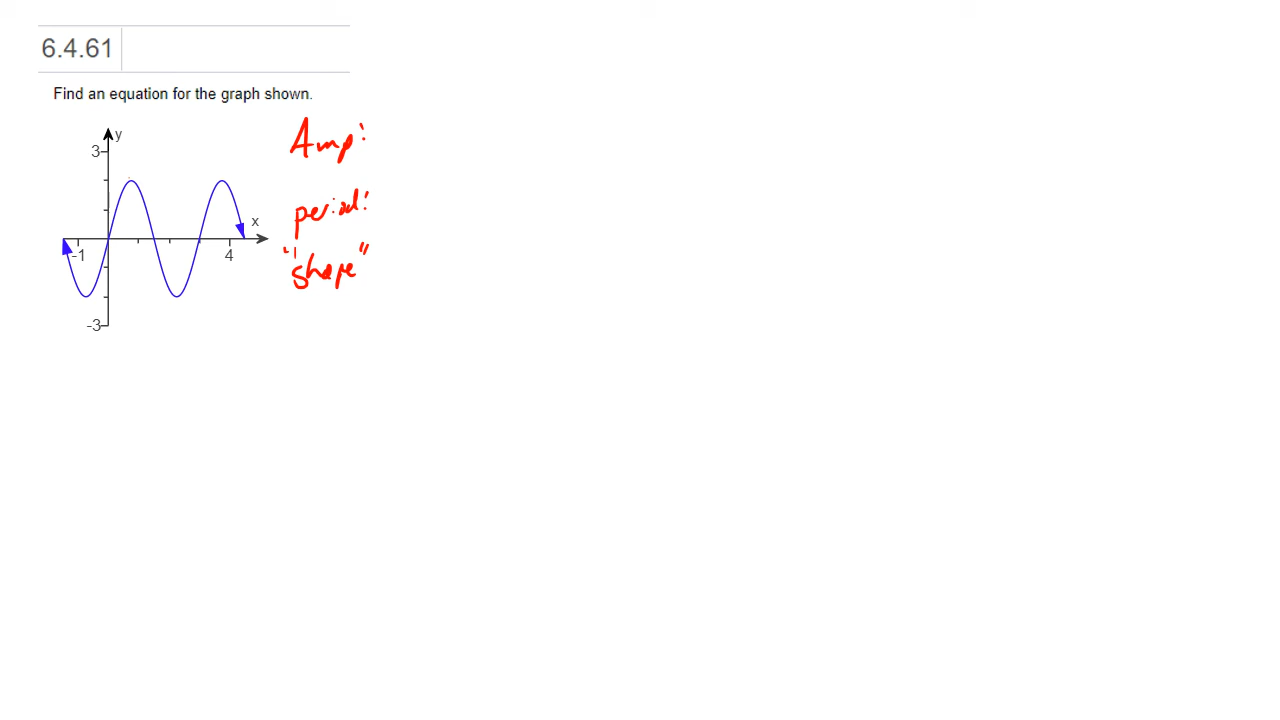 6.4.61
Find an equation for the graph shown.
y
3
x
-1
4
-3
Amp:
period:
"shape"